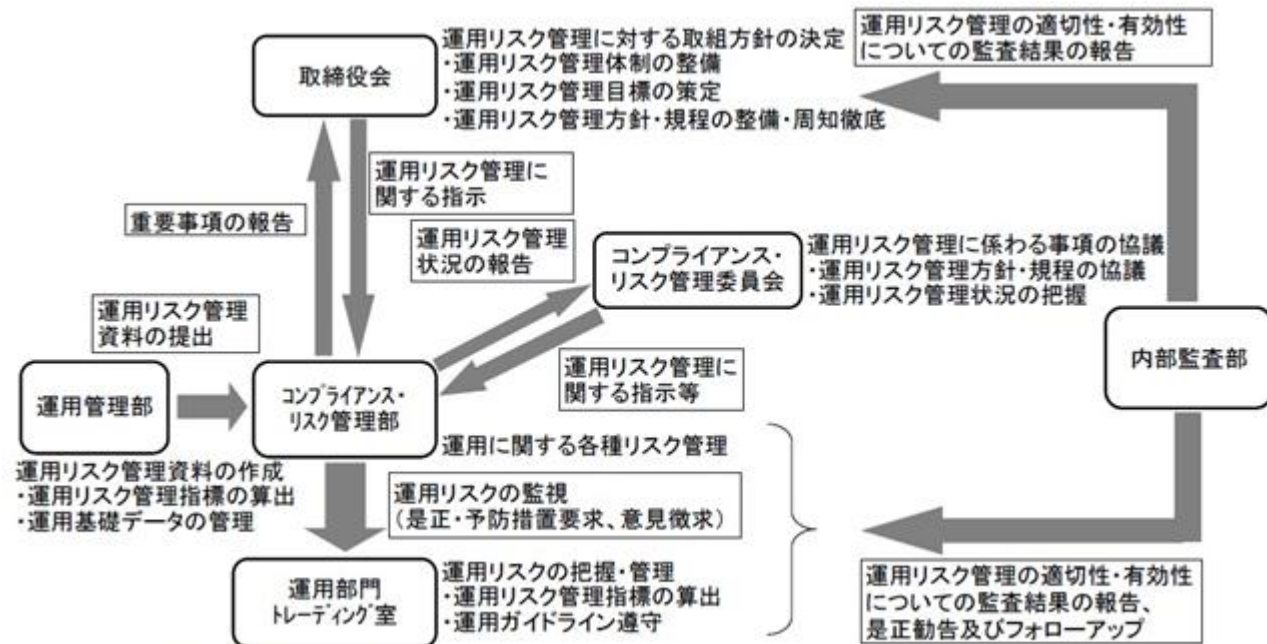 取締役会
運用リスク管理に対する取組方針の決定
・運用リスク管理体制の整備
・運用リスク管理目標の策定
・運用リスク管理方針・規程の整備・周知徹底
運用リスク管理の適切性・有効性
についての監査結果の報告
重要事項の報告
運用リスク管理に
関する指示
運用リスク管理
状況の報告
コンプライアンス・
リスク管理委員会
運用リスク管理に係わる事項の協議
・運用リスク管理方針・規程の協議
・運用リスク管理状況の把握
運用リスク管理
資料の提出
内部監査部
運用管理部
コンプライアンス・
リスク管理部
運用リスク管理に
関する指示等
運用に関する各種リスク管理
運用リスク管理資料の作成
・運用リスク管理指標の算出
・運用基礎データの管理
運用リスクの監視
(是正・予防措置要求、意見徴求)
運用部門
トレーディング室
運用リスクの把握・管理
・運用リスク管理指標の算出
・運用ガイドライン遵守
運用リスク管理の適切性・有効性
についての監査結果の報告、
是正勧告及びフォローアップ